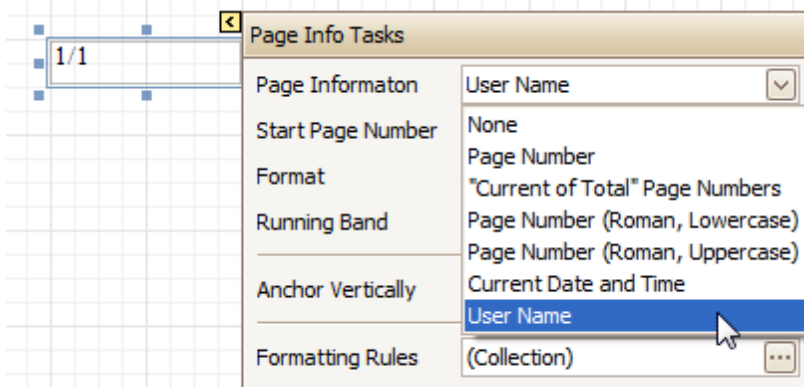 1/1
Page Info Tasks
Page Informaton User Name
Start Page Number
Format
Running Band
Anchor Vertically
Formatting Rules (Collection)
None
Page Number
"Current of Total" Page Numbers
Page Number (Roman, Lowercase)
Page Number (Roman, Uppercase)
Current Date and Time
User Name